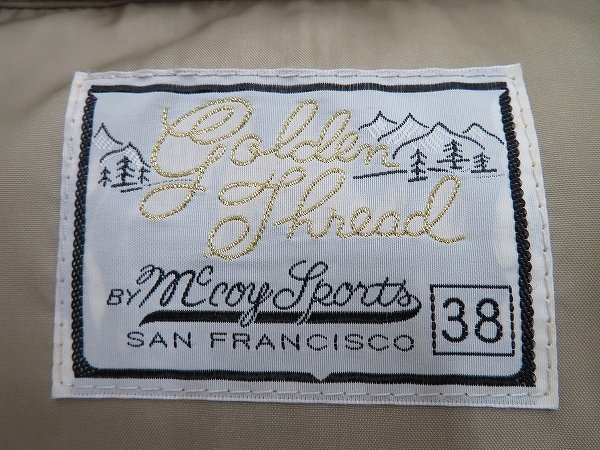 Golden
Thread
BY McCoy Sports
SAN FRANCISCO
38